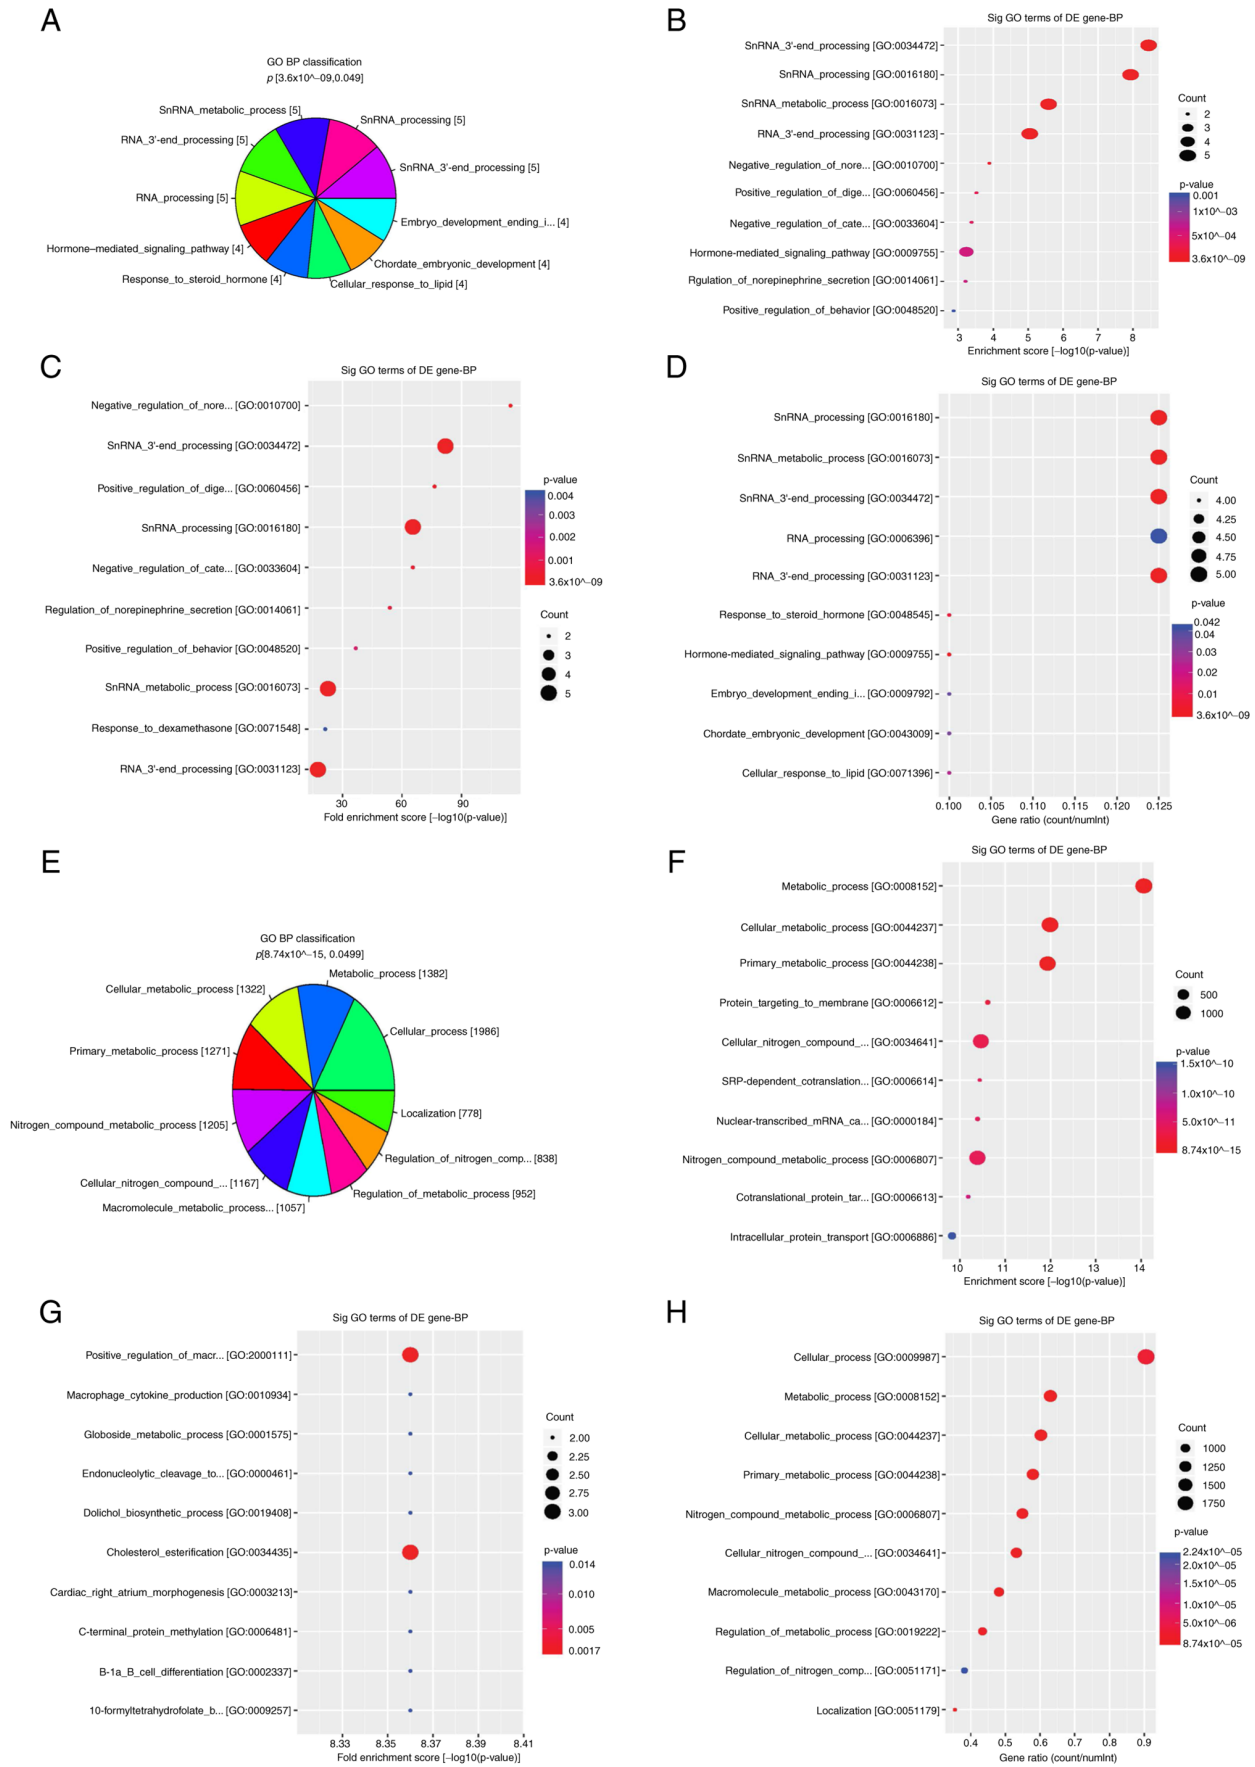 A
GO BP classification
p [3.6x10^–09,0.049]
SnRNA_metabolic_process [5]
SnRNA_processing [5]
RNA_3'-end_processing [5]
SnRNA_3'-end_processing [5]
RNA_processing [5]
Embryo_development_ending_i... [4]
Hormone–mediated_signaling_pathway [4]
Chordate_embryonic_development [4]
Response_to_steroid_hormone [4]
Cellular_response_to_lipid [4]
B
Sig GO terms of DE gene-BP
SnRNA_3'-end_processing [GO:0034472]
SnRNA_processing [GO:0016180]
SnRNA_metabolic_process [GO:0016073]
RNA_3'-end_processing [GO:0031123]
Negative_regulation_of_nore... [GO:0010700]
Positive_regulation_of_dige... [GO:0060456]
Negative_regulation_of_cate... [GO:0033604]
Hormone-mediated_signaling_pathway [GO:0009755]
Rgulation_of_norepinephrine_secretion [GO:0014061]
Positive_regulation_of_behavior [GO:0048520]
3 4 5 6 7 8
Enrichment score [–log10(p-value)]
Count
2
3
4
5
p-value
0.001
1x10^–03
5x10^–04
3.6x10^–09
C
Sig GO terms of DE gene-BP
Negative_regulation_of_nore... [GO:0010700]
SnRNA_3'-end_processing [GO:0034472]
Positive_regulation_of_dige... [GO:0060456]
SnRNA_processing [GO:0016180]
Negative_regulation_of_cate... [GO:0033604]
Regulation_of_norepinephrine_secretion [GO:0014061]
Positive_regulation_of_behavior [GO:0048520]
SnRNA_metabolic_process [GO:0016073]
Response_to_dexamethasone [GO:0071548]
RNA_3'-end_processing [GO:0031123]
30 60 90
Fold enrichment score [–log10(p-value)]
p-value
0.004
0.003
0.002
0.001
3.6x10^–09
Count
2
3
4
5
D
Sig GO terms of DE gene-BP
SnRNA_processing [GO:0016180]
SnRNA_metabolic_process [GO:0016073]
SnRNA_3'-end_processing [GO:0034472]
RNA_processing [GO:0006396]
RNA_3'-end_processing [GO:0031123]
Response_to_steroid_hormone [GO:0048545]
Hormone-mediated_signaling_pathway [GO:0009755]
Embryo_development_ending_i... [GO:0009792]
Chordate_embryonic_development [GO:0043009]
Cellular_response_to_lipid [GO:0071396]
0.100 0.105 0.110 0.115 0.120 0.125
Gene ratio (count/numInt)
Count
4.00
4.25
4.50
4.75
5.00
p-value
0.042
0.04
0.03
0.02
0.01
3.6x10^–09
E
GO BP classification
p[8.74x10^–15, 0.0499]
Metabolic_process [1382]
Cellular_metabolic_process [1322]
Cellular_process [1986]
Primary_metabolic_process [1271]
Localization [778]
Nitrogen_compound_metabolic_process [1205]
Regulation_of_nitrogen_comp... [838]
Cellular_nitrogen_compound_... [1167]
Regulation_of_metabolic_process [952]
Macromolecule_metabolic_process... [1057]
F
Sig GO terms of DE gene-BP
Metabolic_process [GO:0008152]
Cellular_metabolic_process [GO:0044237]
Primary_metabolic_process [GO:0044238]
Protein_targeting_to_membrane [GO:0006612]
Cellular_nitrogen_compound_... [GO:0034641]
SRP-dependent_cotranslation... [GO:0006614]
Nuclear-transcribed_mRNA_ca... [GO:0000184]
Nitrogen_compound_metabolic_process [GO:0006807]
Cotranslational_protein_tar... [GO:0006613]
Intracellular_protein_transport [GO:0006886]
10 11 12 13 14
Enrichment score [–log10(p-value)]
Count
500
1000
p-value
1.5x10^–10
1.0x10^–10
5.0x10^–11
8.74x10^–15
G
Sig GO terms of DE gene-BP
Positive_regulation_of_macr... [GO:2000111]
Macrophage_cytokine_production [GO:0010934]
Globoside_metabolic_process [GO:0001575]
Endonucleolytic_cleavage_to... [GO:0000461]
Dolichol_biosynthetic_process [GO:0019408]
Cholesterol_esterification [GO:0034435]
Cardiac_right_atrium_morphogenesis [GO:0003213]
C-terminal_protein_methylation [GO:0006481]
B-1a_B_cell_differentiation [GO:0002337]
10-formyltetrahydrofolate_b... [GO:0009257]
8.33 8.35 8.37 8.39 8.41
Fold enrichment score [–log10(p-value)]
Count
2.00
2.25
2.50
2.75
3.00
p-value
0.014
0.010
0.005
0.0017
H
Sig GO terms of DE gene-BP
Cellular_process [GO:0009987]
Metabolic_process [GO:0008152]
Cellular_metabolic_process [GO:0044237]
Primary_metabolic_process [GO:0044238]
Nitrogen_compound_metabolic_process [GO:0006807]
Cellular_nitrogen_compound_... [GO:0034641]
Macromolecule_metabolic_process [GO:0043170]
Regulation_of_metabolic_process [GO:0019222]
Regulation_of_nitrogen_comp... [GO:0051171]
Localization [GO:0051179]
0.4 0.5 0.6 0.7 0.8 0.9
Gene ratio (count/numInt)
Count
1000
1250
1500
1750
p-value
2.24x10^–05
2.0x10^–05
1.5x10^–05
1.0x10^–05
5.0x10^–06
8.74x10^–05